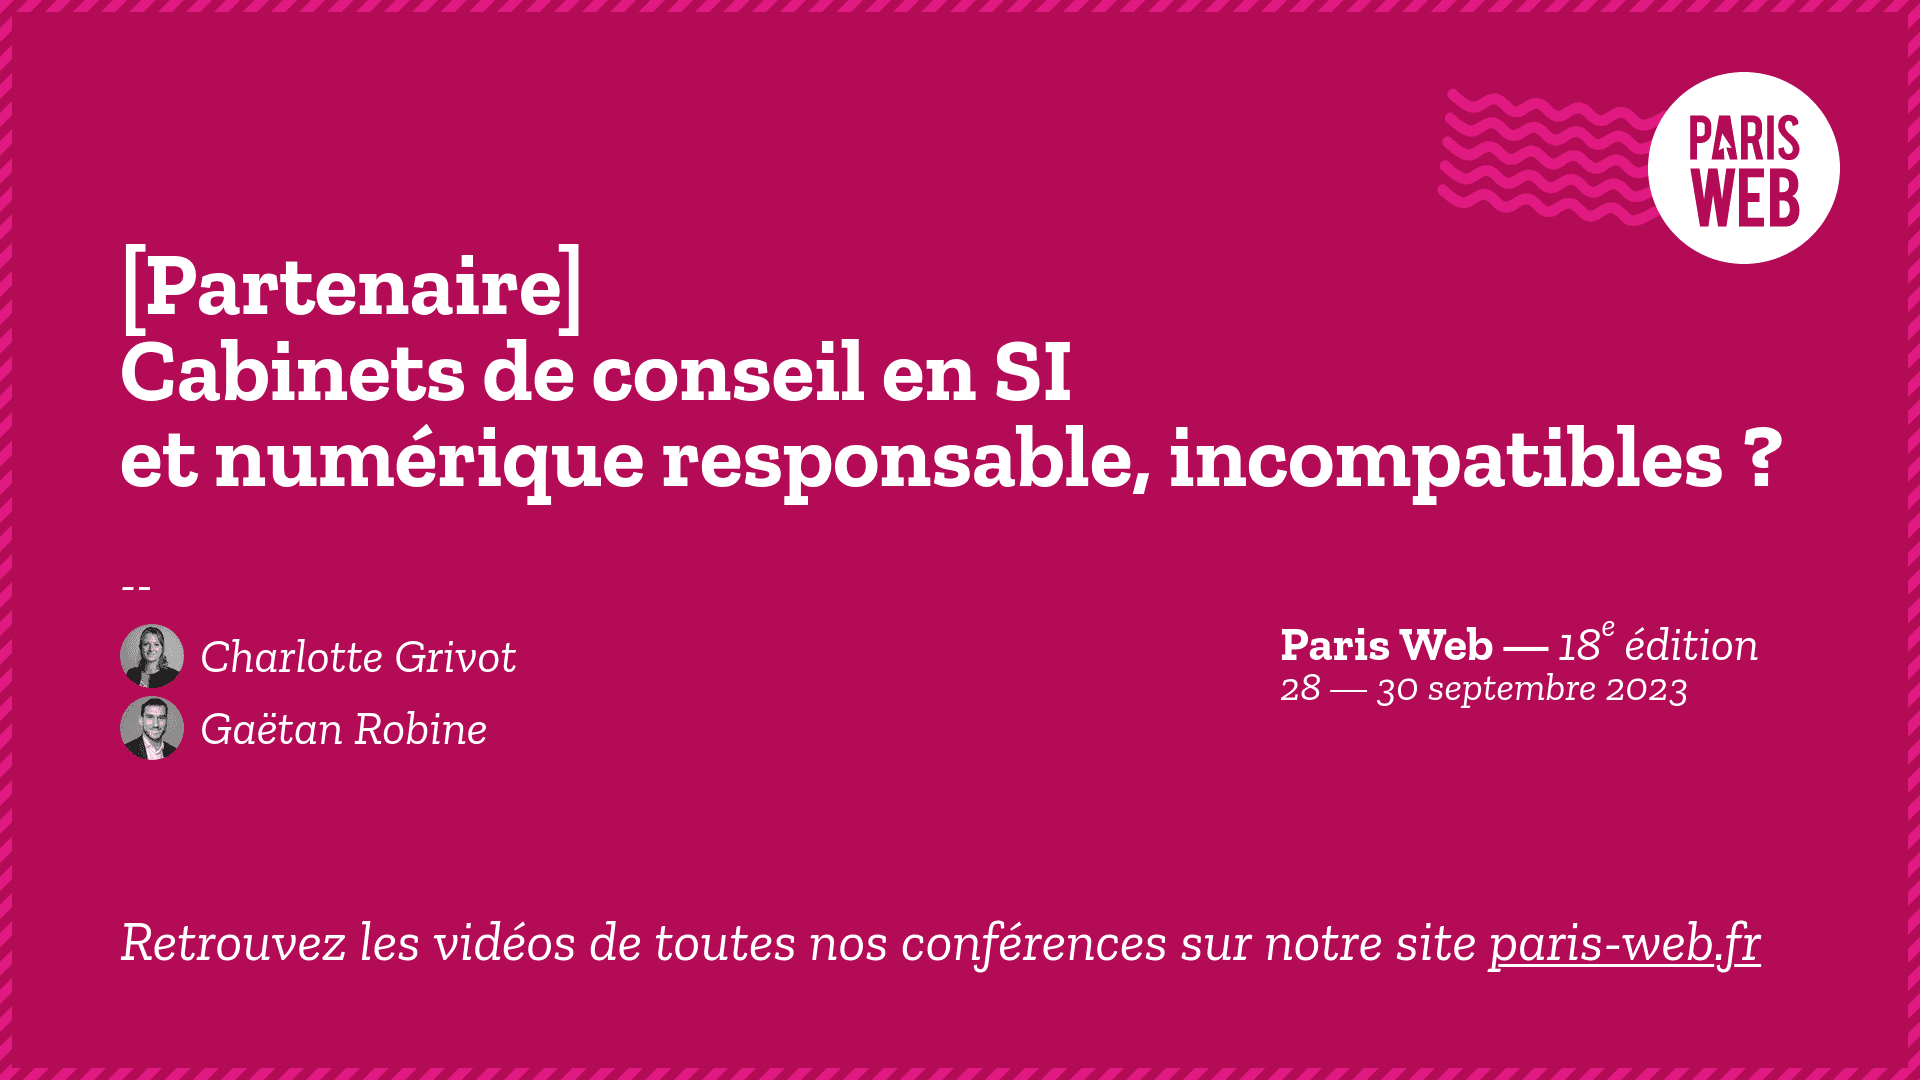 PARIS
WEB
[Partenaire]
Cabinets de conseil en SI
et numérique responsable, incompatibles ?
--
Charlotte Grivot
Gaëtan Robine
Paris Web — 18e édition
28 — 30 septembre 2023
Retrouvez les vidéos de toutes nos conférences sur notre site paris-web.fr